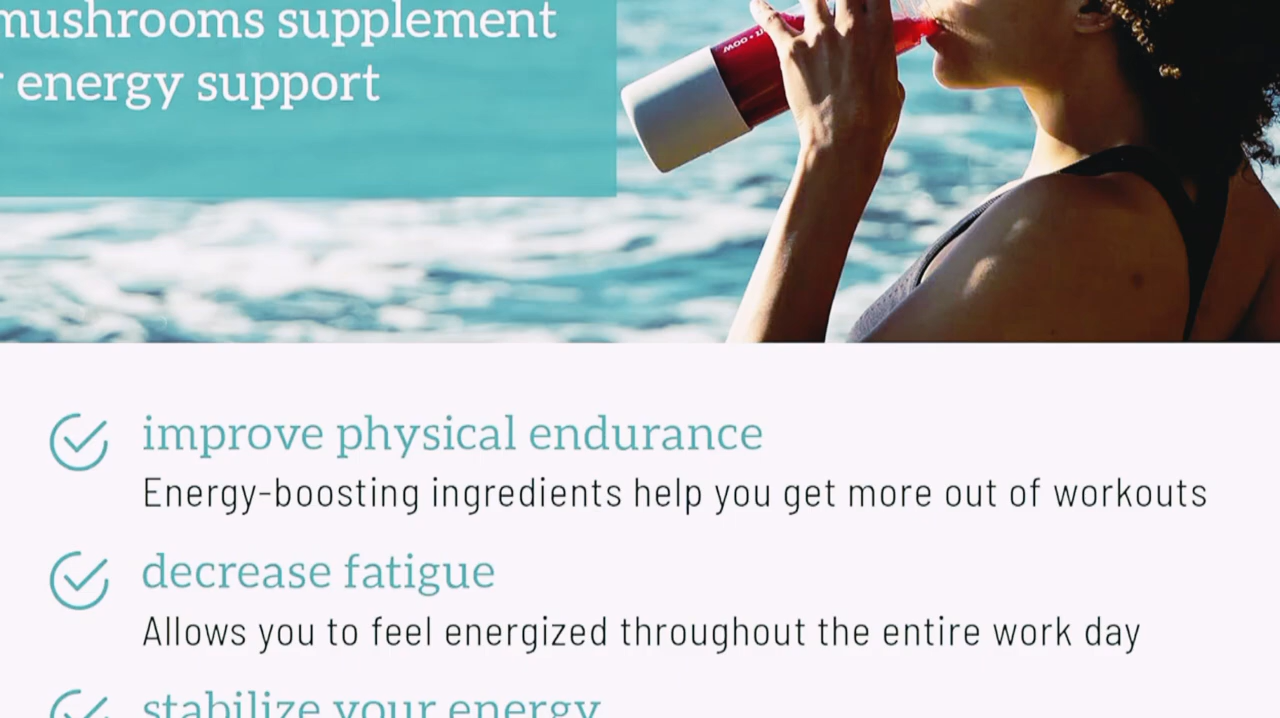 mushrooms supplement
energy support
improve physical endurance
Energy-boosting ingredients help you get more out of workouts
decrease fatigue
Allows you to feel energized throughout the entire work day
stabilize your energy